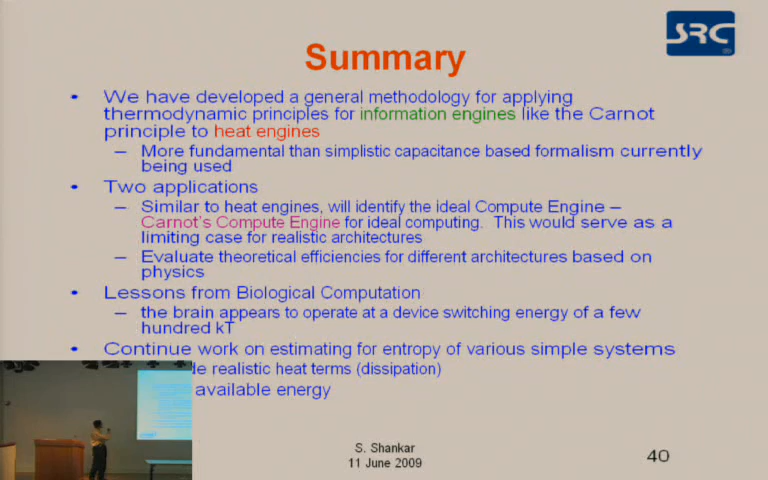 SRC
Summary
• We have developed a general methodology for applying
thermodynamic principles for information engines like the Carnot
principle to heat engines
– More fundamental than simplistic capacitance based formalism currently
being used
• Two applications
– Similar to heat engines, will identify the ideal Compute Engine –
Carnot's Compute Engine for ideal computing. This would serve as a
limiting case for realistic architectures
– Evaluate theoretical efficiencies for different architectures based on
physics
• Lessons from Biological Computation
– the brain appears to operate at a device switching energy of a few
hundred kT
• Continue work on estimating for entropy of various simple systems
realistic heat terms (dissipation)
available energy
S. Shankar
11 June 2009
40